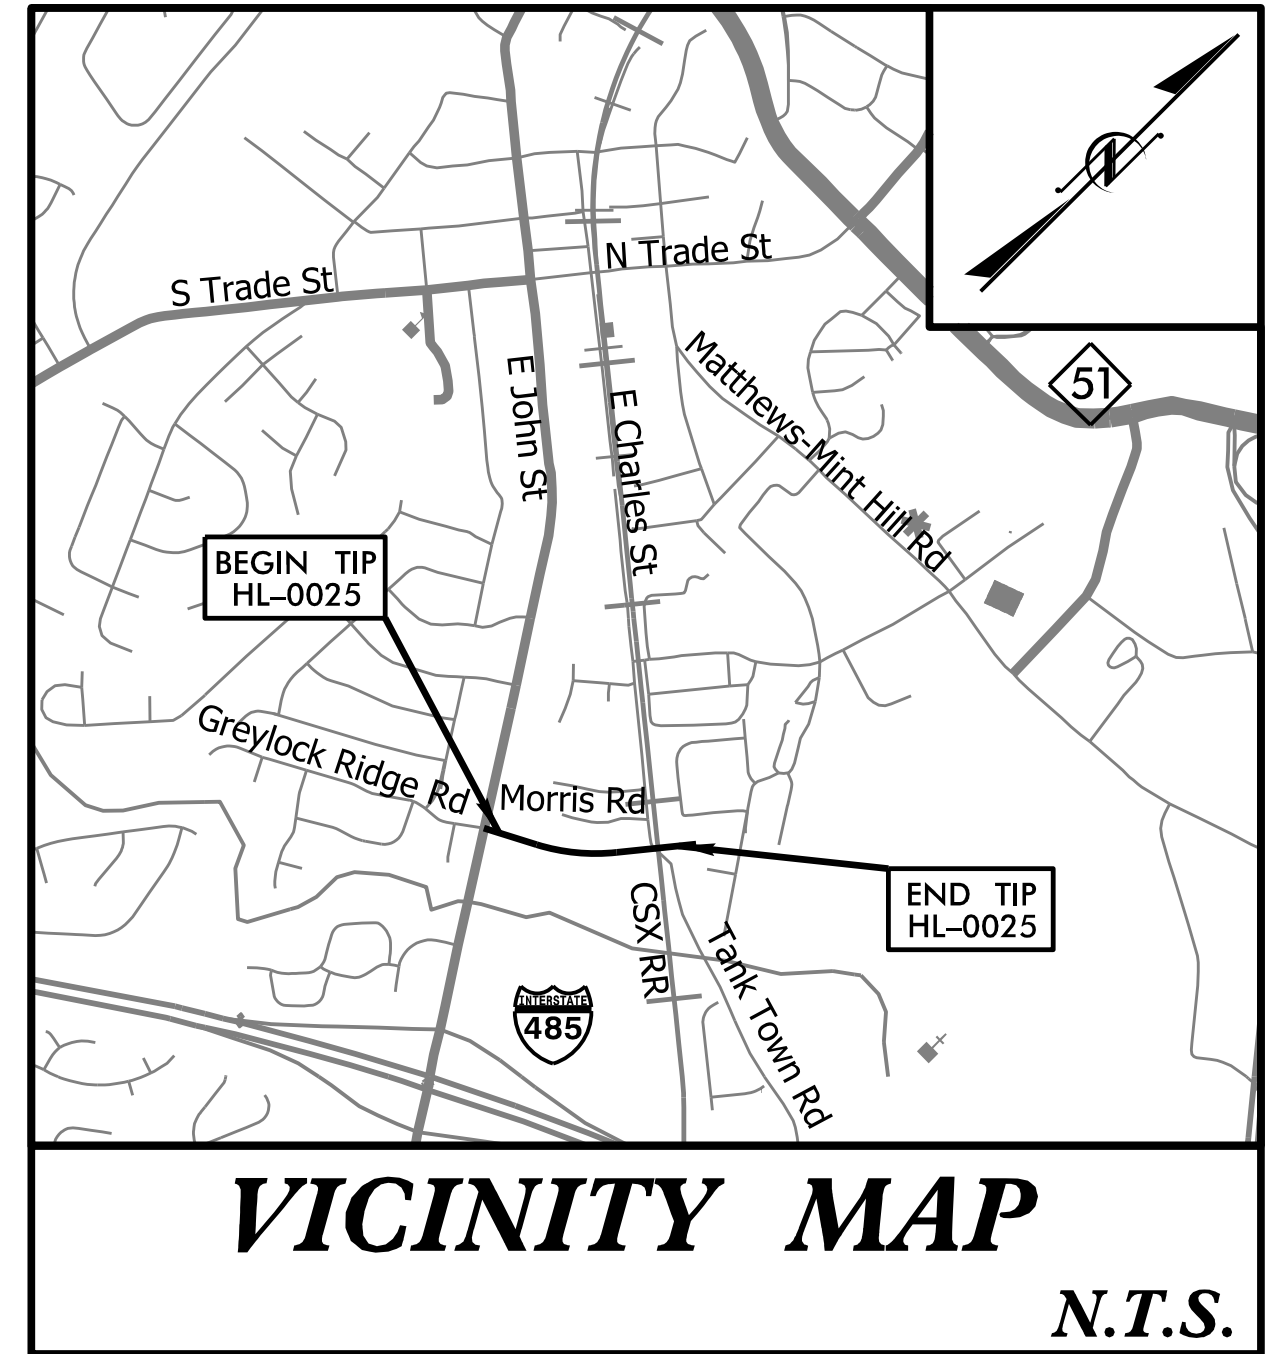 N
N Trade St
S Trade St
E John St
E Charles St
Matthews-Mint Hill Rd
51
BEGIN TIP
HL–0025
Greylock Ridge Rd
Morris Rd
END TIP
HL–0025
CSX RR
Tank Town Rd
INTERSTATE
485
VICINITY MAP
N.T.S.